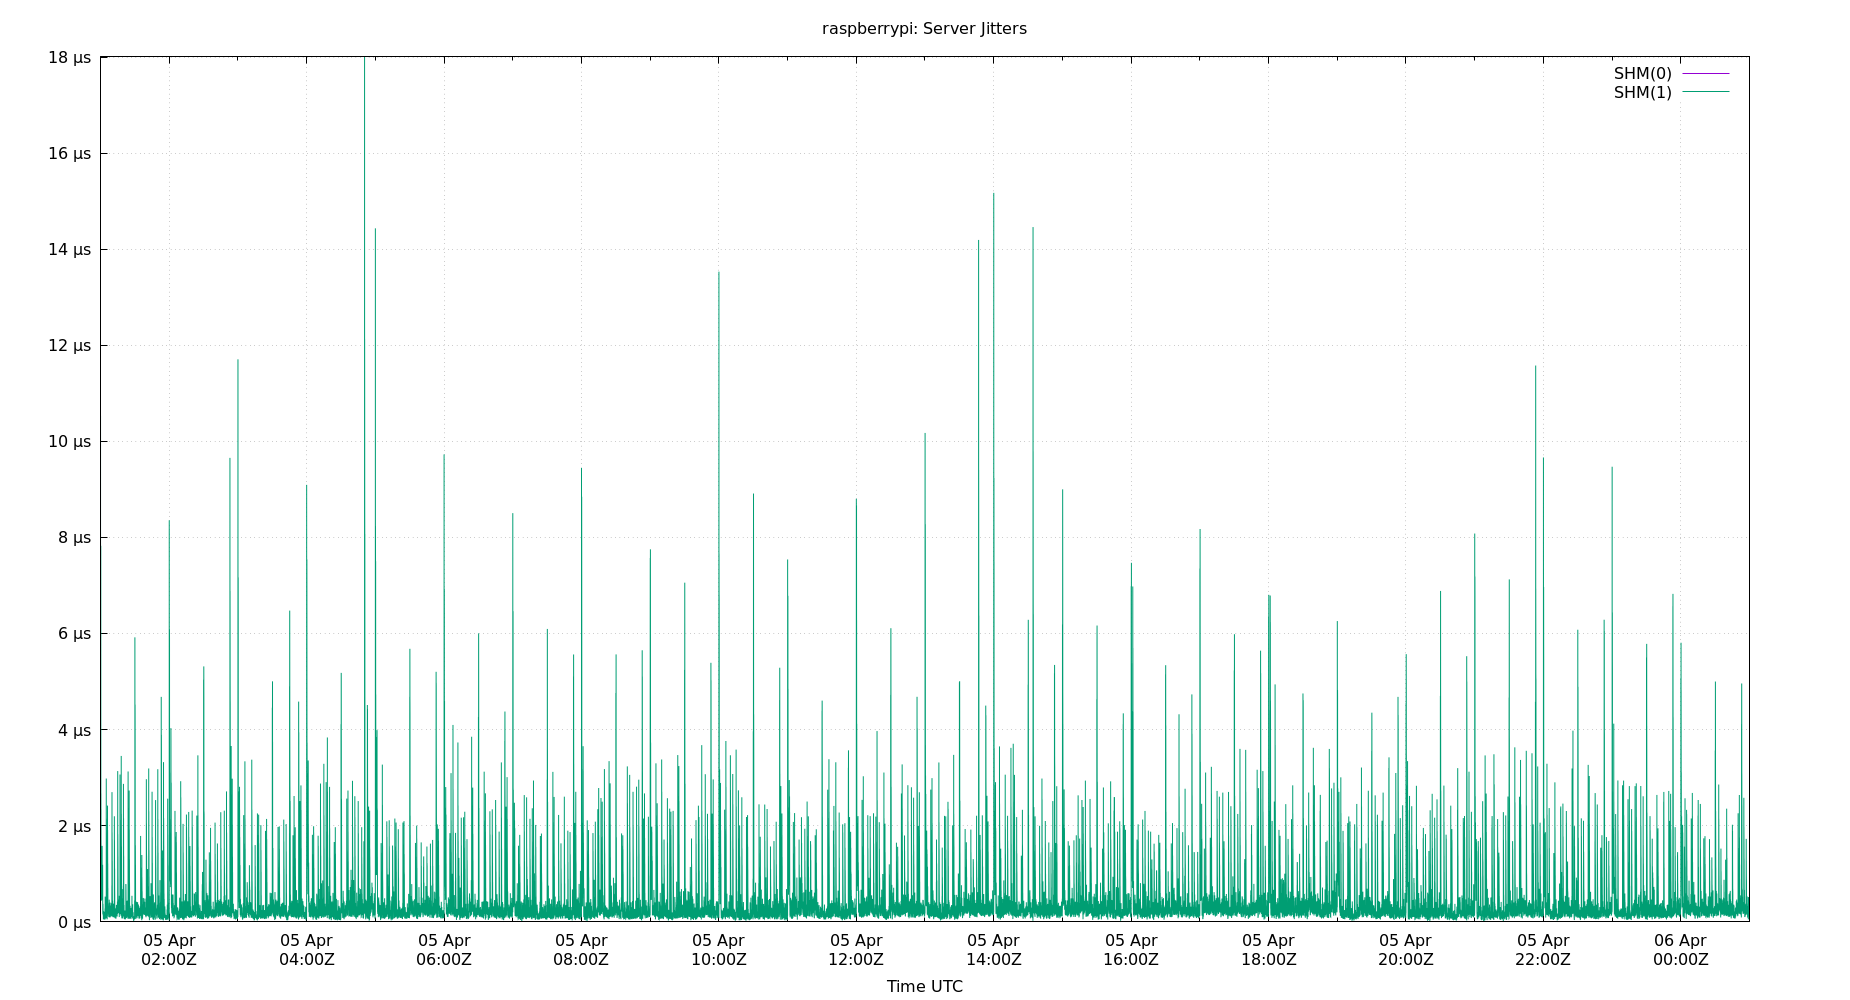 raspberrypi: Server Jitters
18 µs
16 µs
14 µs
12 µs
10 µs
8 µs
6 µs
4 µs
2 µs
0 µs
SHM(0)
SHM(1)
05 Apr 05 Apr 05 Apr 05 Apr 05 Apr 05 Apr 05 Apr 05 Apr 05 Apr 05 Apr 05 Apr 06 Apr
02:00Z 04:00Z 06:00Z 08:00Z 10:00Z 12:00Z 14:00Z 16:00Z 18:00Z 20:00Z 22:00Z 00:00Z
Time UTC